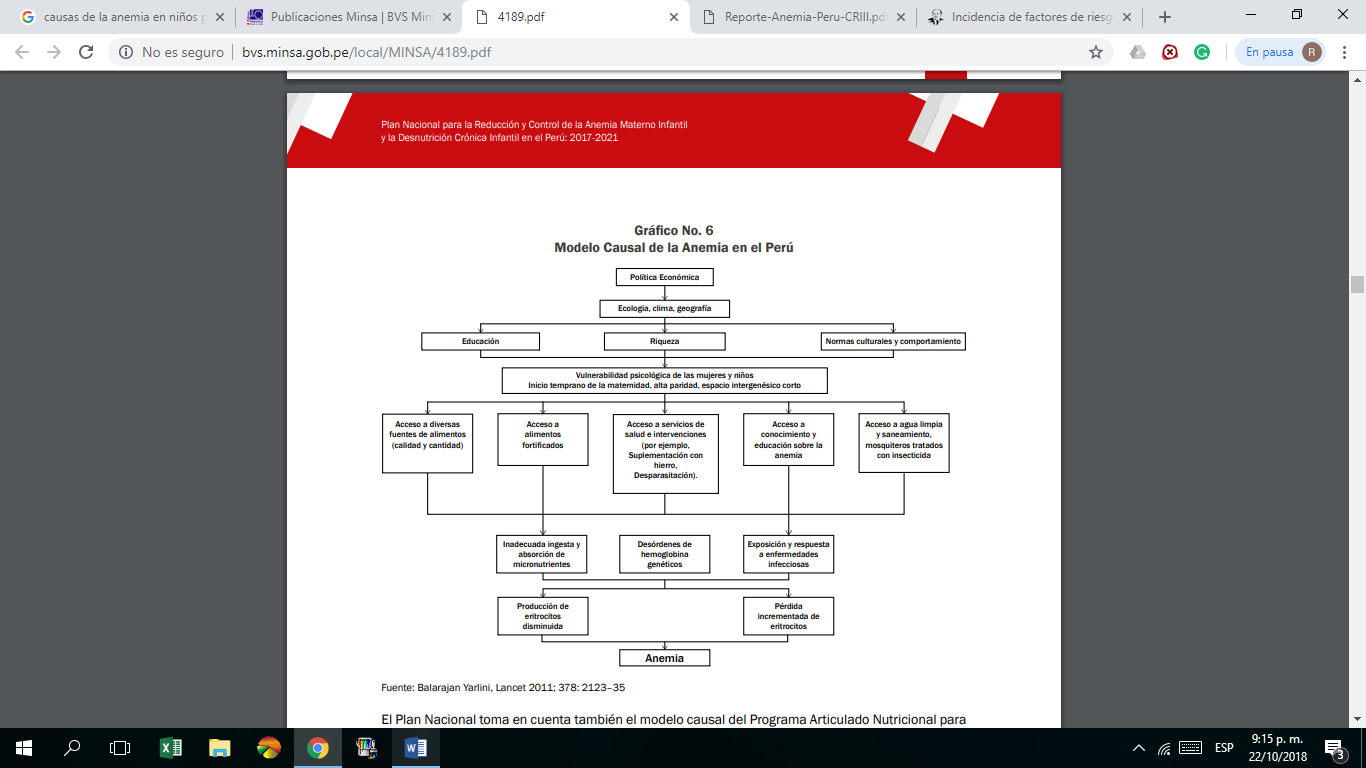 causas de la anemia en niños p
Publicaciones Minsa | BVS Mins
4189.pdf
Reporte-Anemia-Peru-CRIII.pdf
Incidencia de factores de riesg
No es seguro
bvs.minsa.gob.pe/local/MINSA/4189.pdf
En pausa
R
Plan Nacional para la Reducción y Control de la Anemia Materno Infantil
y la Desnutrición Crónica Infantil en el Perú: 2017-2021
Gráfico No. 6
Modelo Causal de la Anemia en el Perú
Política Económica
Ecología, clima, geografía
Educación
Riqueza
Normas culturales y comportamiento
Vulnerabilidad psicológica de las mujeres y niños
Inicio temprano de la maternidad, alta paridad, espacio intergenésico corto
Acceso a diversas
fuentes de alimentos
(calidad y cantidad)
Acceso a
alimentos
fortificados
Acceso a servicios de
salud e intervenciones
(por ejemplo,
Suplementación con
hierro,
Desparasitación).
Acceso a
conocimiento y
educación sobre la
anemia
Acceso a agua limpia
y saneamiento,
mosquiteros tratados
con insecticida
Inadecuada ingesta y
absorción de
micronutrientes
Desórdenes de
hemoglobina
genéticos
Exposición y respuesta
a enfermedades
infecciosas
Producción de
eritrocitos
disminuida
Pérdida
incrementada de
eritrocitos
Anemia
Fuente: Balarajan Yarlini, Lancet 2011; 378: 2123–35
El Plan Nacional toma en cuenta también el modelo causal del Programa Articulado Nutricional para
ESP
9:15 p. m.
22/10/2018
3